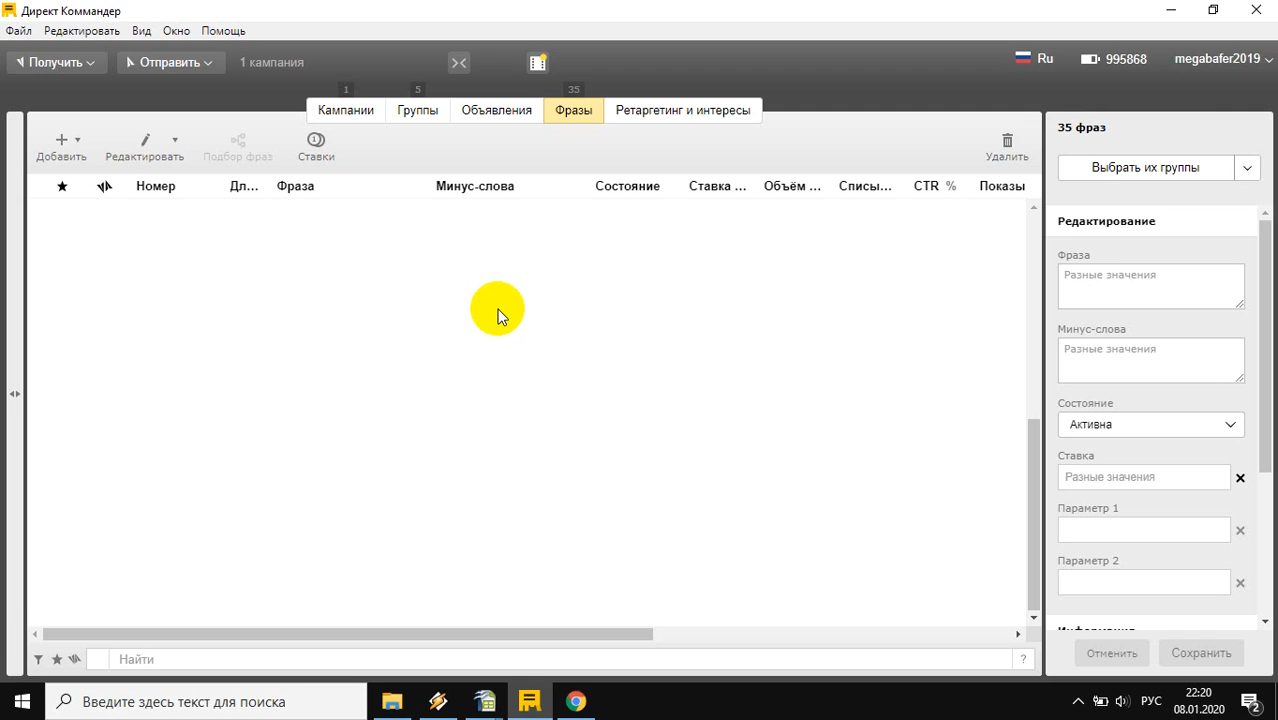 Директ Коммандер
Файл Редактировать Вид Окно Помощь
Получить Отправить 1 кампания Ru 995868 megabafer2019
1 5 35
Кампании Группы Объявления Фразы Ретаргетинг и интересы
Добавить Редактировать Подбор фраз Ставки Удалить
Номер Дл... Фраза Минус-слова Состояние Ставка ... Объём ... Списы... CTR % Показы
35 фраз
Выбрать их группы
Редактирование
Фраза
Разные значения
Минус-слова
Разные значения
Состояние
Активна
Ставка
Разные значения
Параметр 1
Параметр 2
Информация
Отменить Сохранить
Найти ?
Введите здесь текст для поиска
РУС
22:20
08.01.2020
2